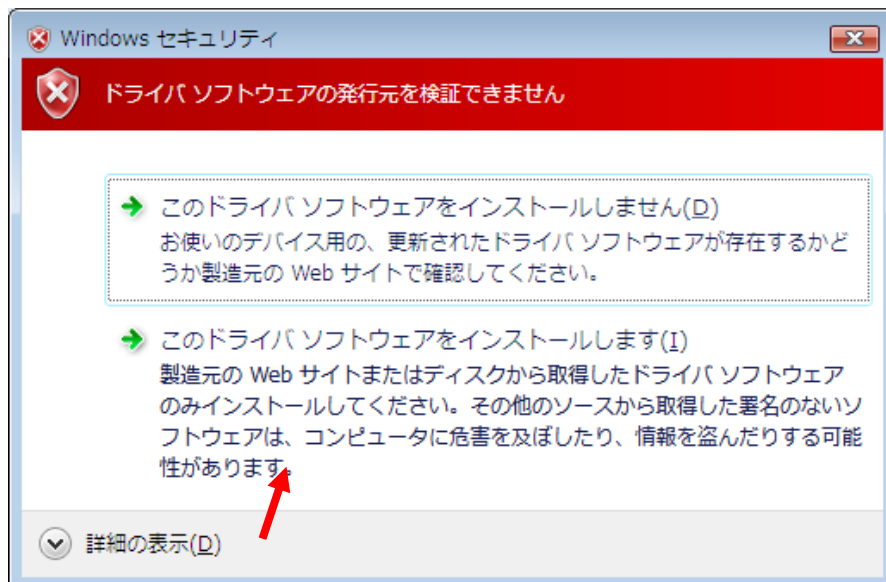 Windows セキュリティ
ドライバ ソフトウェアの発行元を検証できません
このドライバ ソフトウェアをインストールしません(D)
お使いのデバイス用の、更新されたドライバ ソフトウェアが存在するかど
うか製造元の Web サイトで確認してください。
このドライバ ソフトウェアをインストールします(I)
製造元の Web サイトまたはディスクから取得したドライバ ソフトウェア
のみインストールしてください。その他のソースから取得した署名のないソ
フトウェアは、コンピュータに危害を及ぼしたり、情報を盗んだりする可能
性があります。
詳細の表示(D)